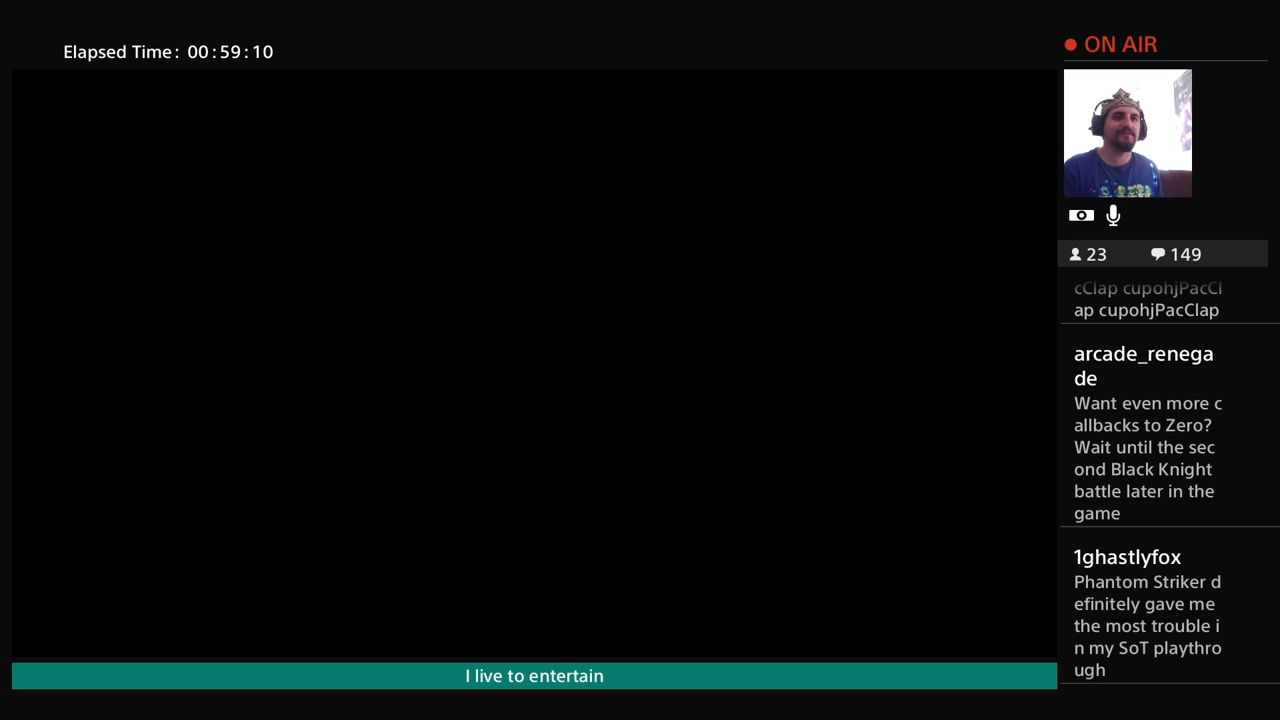 Elapsed Time: 00:59:10
ON AIR
23 149
cClap cupohjPacCl
ap cupohjPacClap
arcade_renega
de
Want even more c
allbacks to Zero?
Wait until the sec
ond Black Knight
battle later in the
game
1ghastlyfox
Phantom Striker d
efinitely gave me
the most trouble i
n my SoT playthro
ugh
I live to entertain